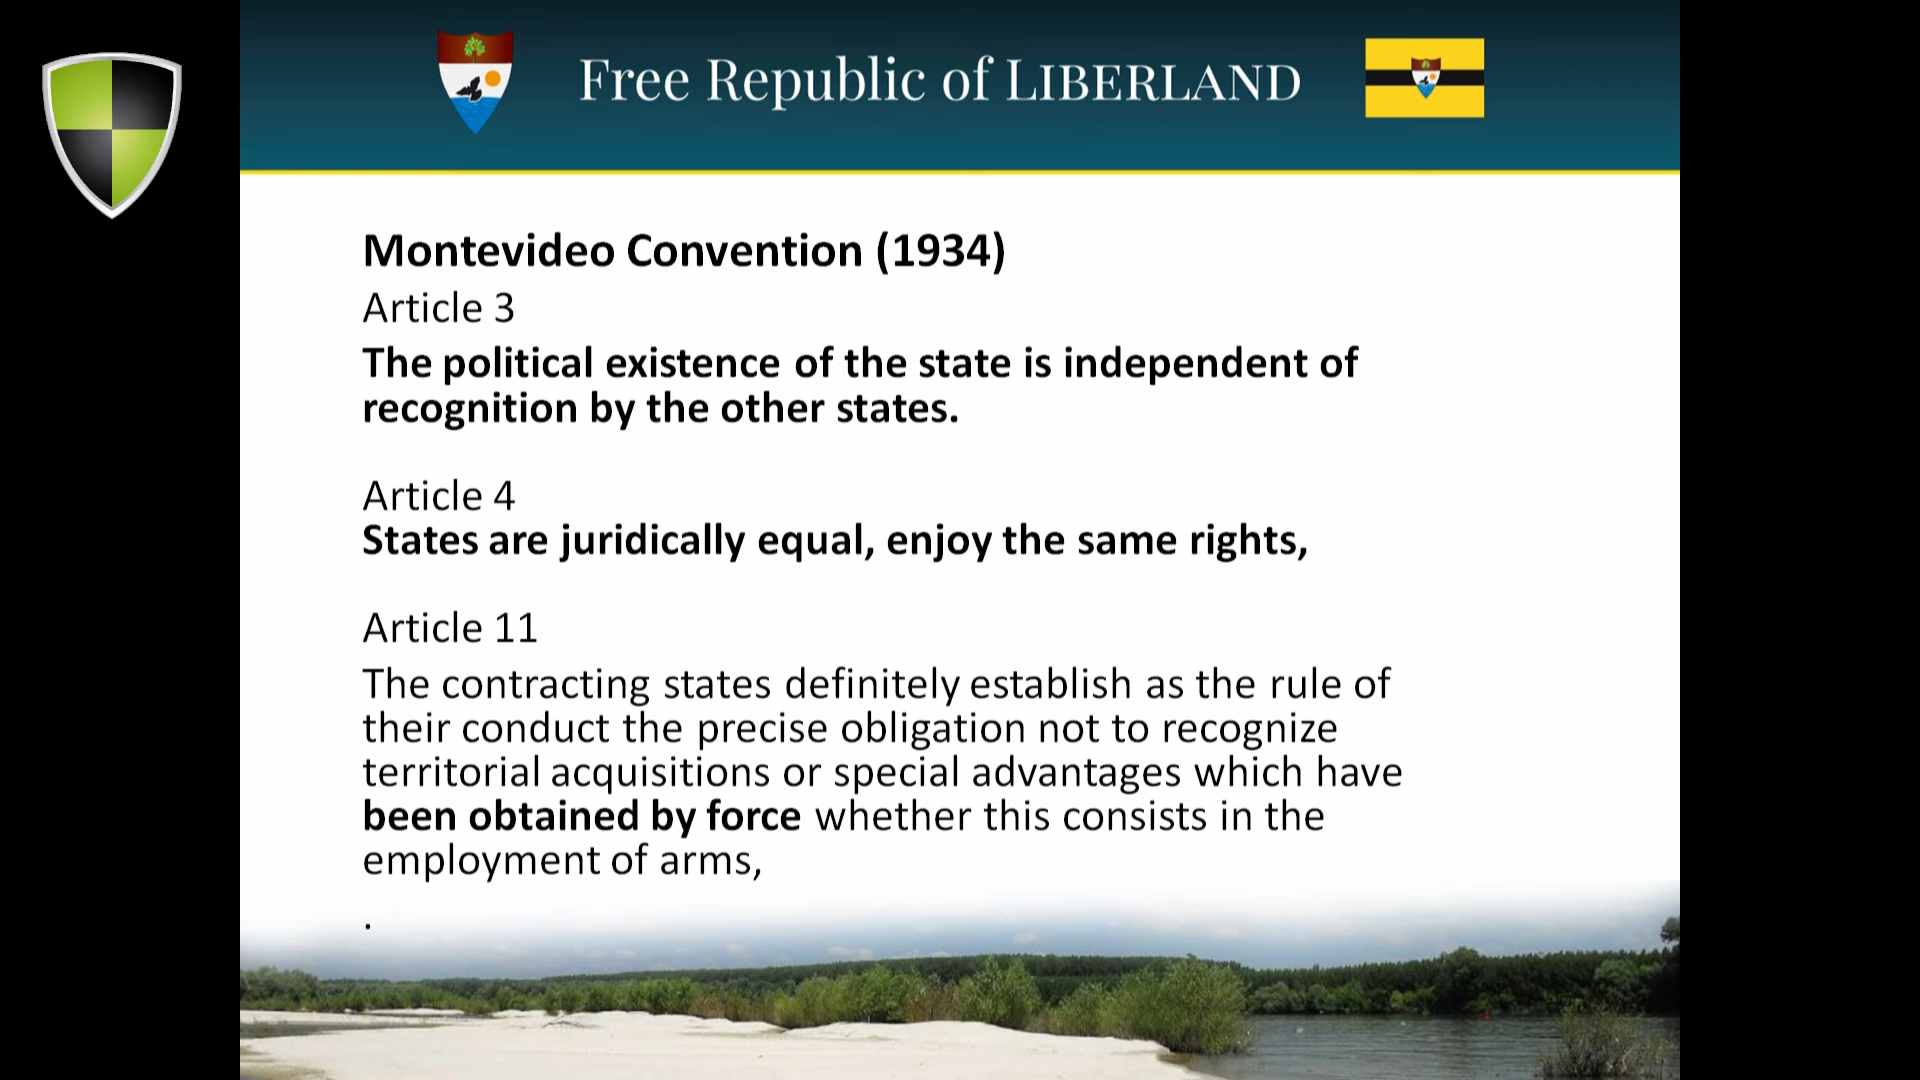 Free Republic of LIBERLAND
Montevideo Convention (1934)
Article 3
The political existence of the state is independent of
recognition by the other states.
Article 4
States are juridically equal, enjoy the same rights,
Article 11
The contracting states definitely establish as the rule of
their conduct the precise obligation not to recognize
territorial acquisitions or special advantages which have
been obtained by force whether this consists in the
employment of arms,
.